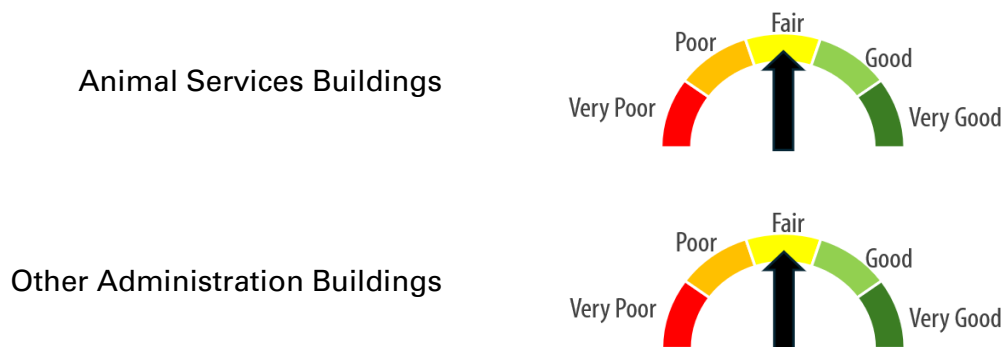 Fair
Poor
Good
Animal Services Buildings
Very Poor
Very Good
Fair
Poor
Good
Other Administration Buildings
Very Poor
Very Good